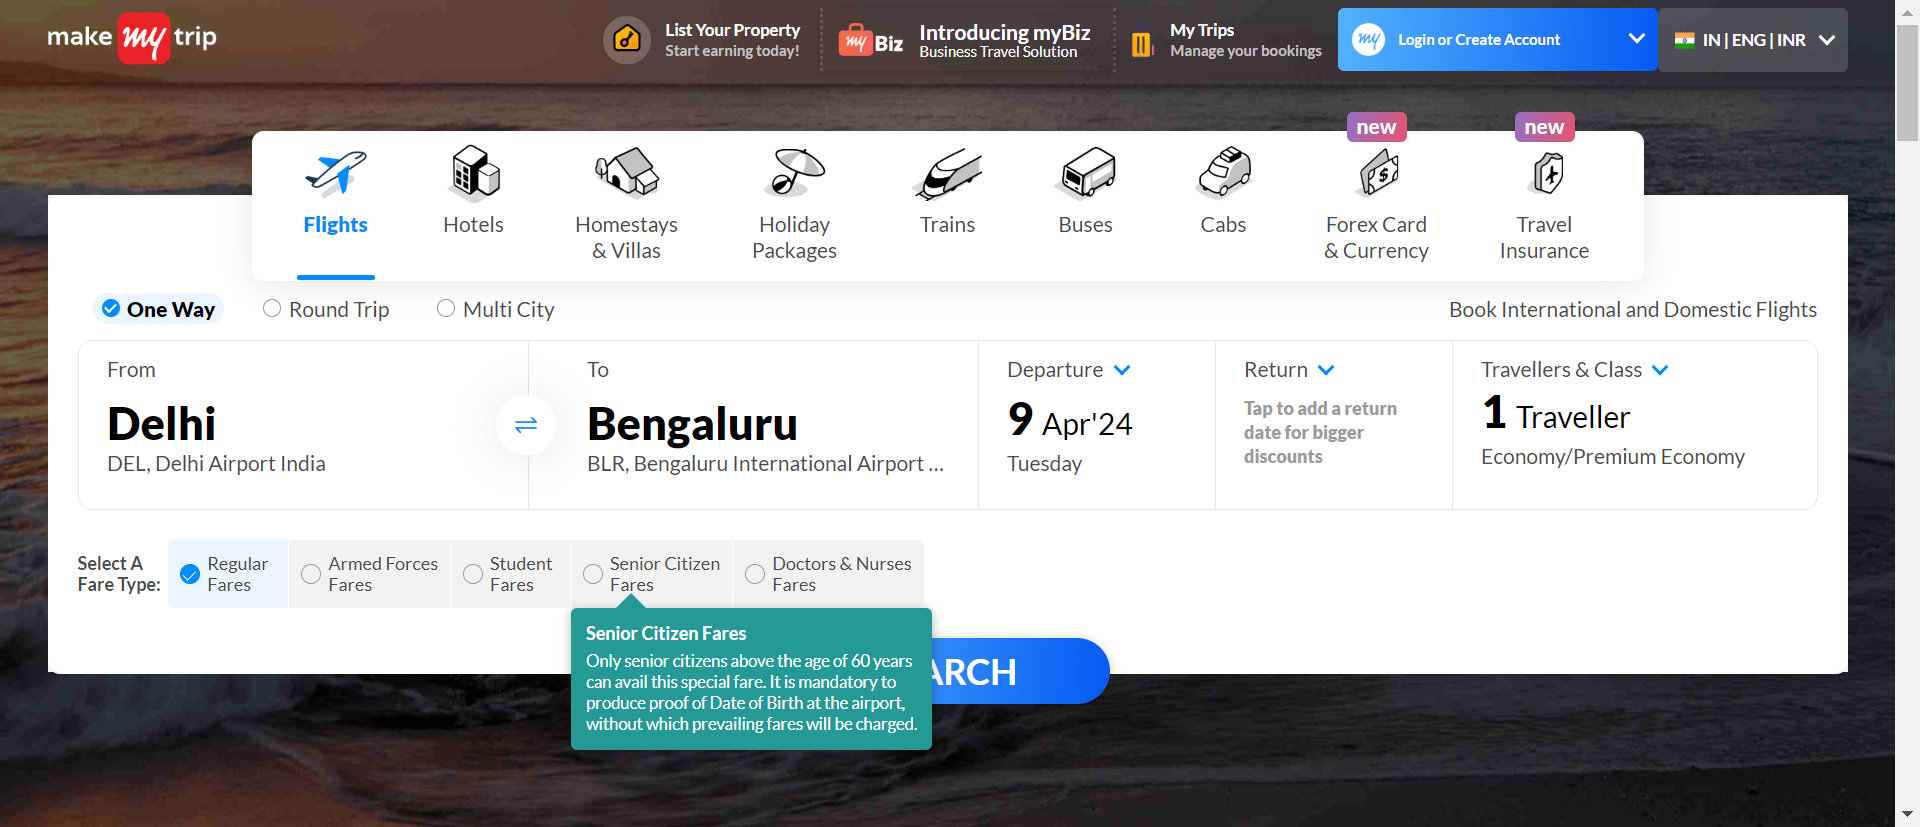 make my trip
List Your Property
Start earning today!
my Biz
Introducing myBiz
Business Travel Solution
My Trips
Manage your bookings
my
Login or Create Account
IN | ENG | INR
new
new
Flights
Hotels
Homestays
& Villas
Holiday
Packages
Trains
Buses
Cabs
Forex Card
& Currency
Travel
Insurance
One Way
Round Trip
Multi City
Book International and Domestic Flights
From
Delhi
DEL, Delhi Airport India
To
Bengaluru
BLR, Bengaluru International Airport ...
Departure
9 Apr'24
Tuesday
Return
Tap to add a return
date for bigger
discounts
Travellers & Class
1 Traveller
Economy/Premium Economy
Select A
Fare Type:
Regular
Fares
Armed Forces
Fares
Student
Fares
Senior Citizen
Fares
Doctors & Nurses
Fares
Senior Citizen Fares
Only senior citizens above the age of 60 years
can avail this special fare. It is mandatory to
produce proof of Date of Birth at the airport,
without which prevailing fares will be charged.
ARCH